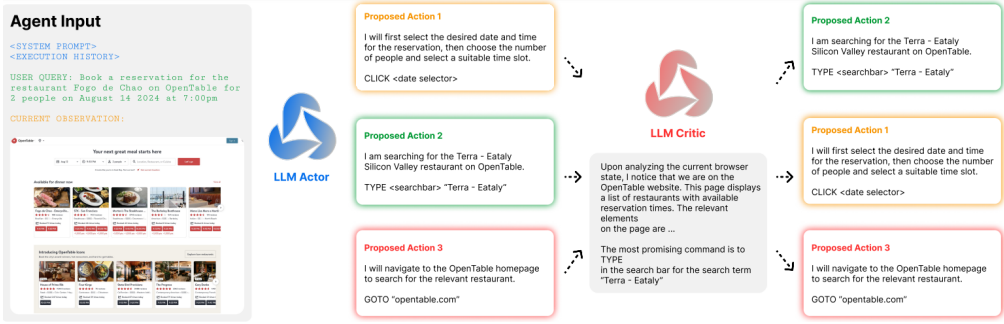 Agent Input
<SYSTEM PROMPT>
<EXECUTION HISTORY>
USER QUERY: Book a reservation for the
restaurant Fogo de Chao on OpenTable for
2 people on August 14 2024 at 7:00pm
CURRENT OBSERVATION:
OpenTable
Your next great meal starts here
Available for dinner now
Introducing OpenTable Icons
LLM Actor
Proposed Action 1
I will first select the desired date and time
for the reservation, then choose the number
of people and select a suitable time slot.
CLICK <date selector>
Proposed Action 2
I am searching for the Terra - Eataly
Silicon Valley restaurant on OpenTable.
TYPE <searchbar> "Terra - Eataly"
Proposed Action 3
I will navigate to the OpenTable homepage
to search for the relevant restaurant.
GOTO "opentable.com"
LLM Critic
Upon analyzing the current browser
state, I notice that we are on the
OpenTable website. This page displays
a list of restaurants with available
reservation times. The relevant
elements
on the page are ...
The most promising command is to
TYPE
in the search bar for the search term
"Terra - Eataly"
Proposed Action 2
I am searching for the Terra - Eataly
Silicon Valley restaurant on OpenTable.
TYPE <searchbar> "Terra - Eataly"
Proposed Action 1
I will first select the desired date and time
for the reservation, then choose the number
of people and select a suitable time slot.
CLICK <date selector>
Proposed Action 3
I will navigate to the OpenTable homepage
to search for the relevant restaurant.
GOTO "opentable.com"